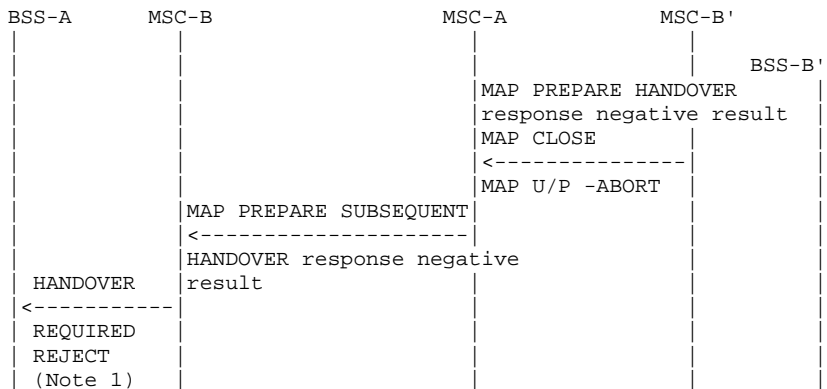 BSS-A MSC-B MSC-A MSC-B'
BSS-B'
MAP PREPARE HANDOVER
response negative result
MAP CLOSE
MAP U/P -ABORT
MAP PREPARE SUBSEQUENT
HANDOVER response negative
HANDOVER result
REQUIRED
REJECT
(Note 1)